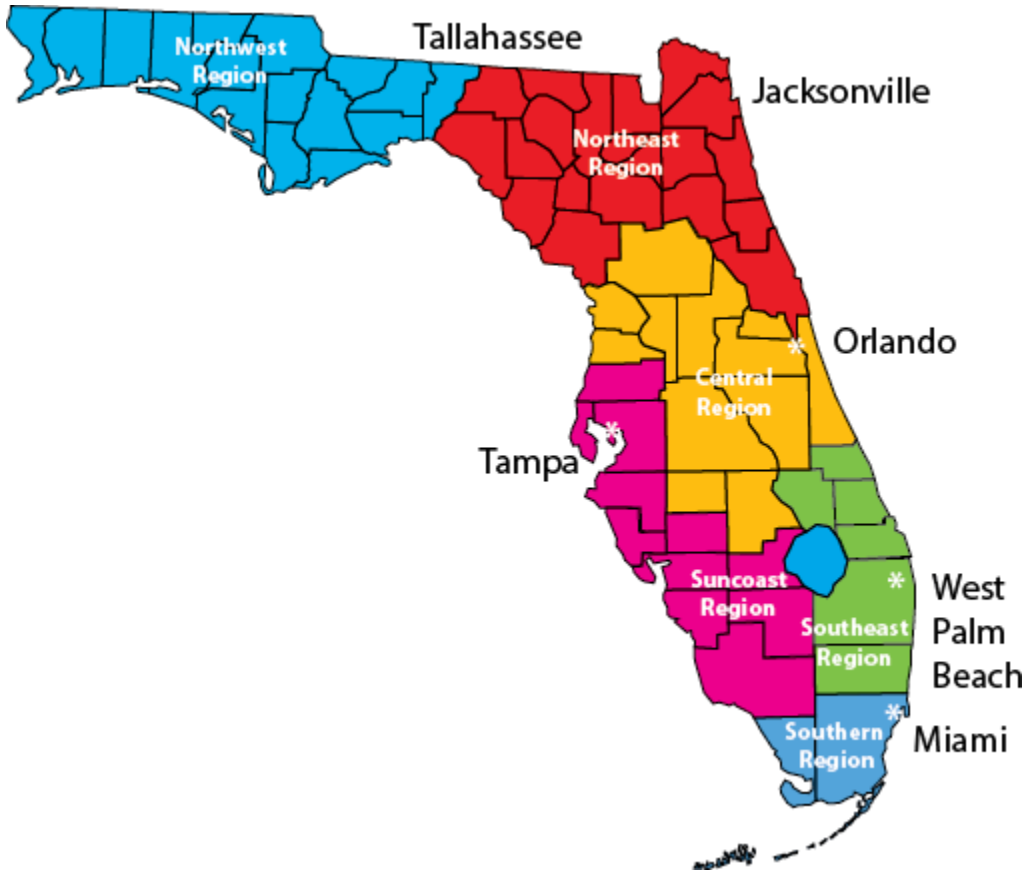 Tallahassee
Northwest
Region
Jacksonville
Northeast
Region
Orlando
Central
Region
Tampa
Suncoast
Region
West
Palm
Beach
Southeast
Region
Southern
Region
Miami